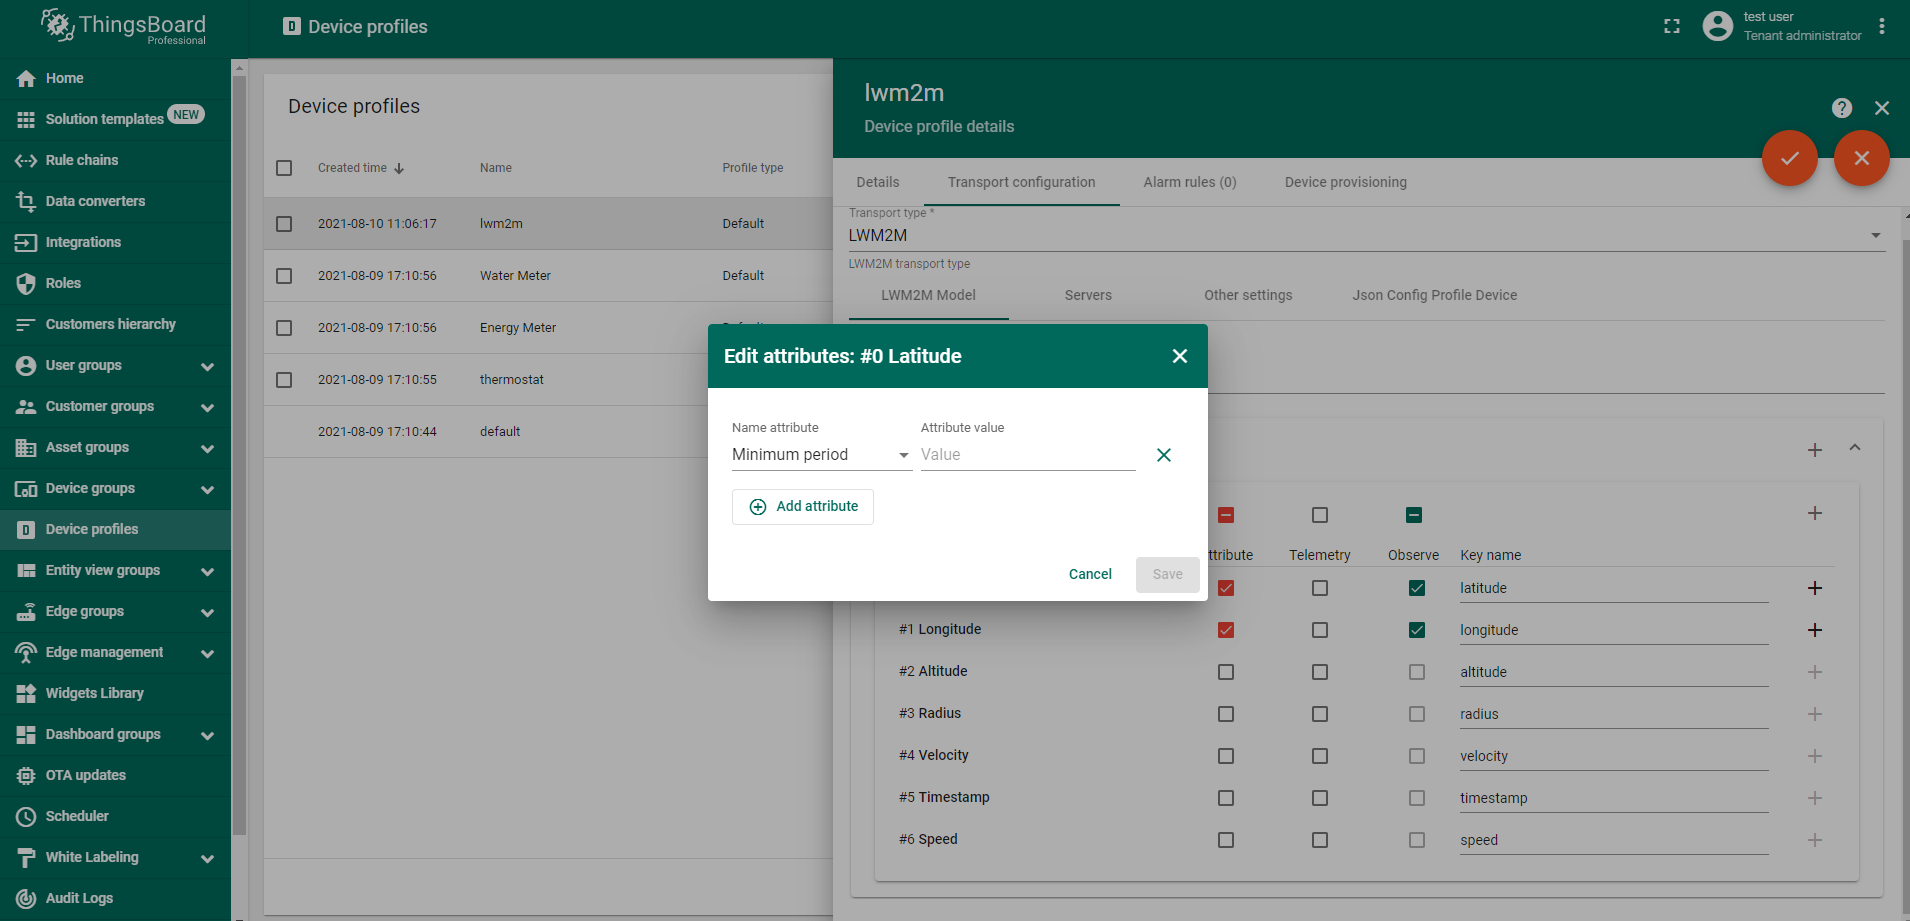 ThingsBoard
Professional
Device profiles
test user
Tenant administrator
Home
Solution templates NEW
Rule chains
Data converters
Integrations
Roles
Customers hierarchy
User groups
Customer groups
Asset groups
Device groups
Device profiles
Entity view groups
Edge groups
Edge management
Widgets Library
Dashboard groups
OTA updates
Scheduler
White Labeling
Audit Logs
Device profiles
Created time Name Profile type
2021-08-10 11:06:17 lwm2m Default
2021-08-09 17:10:56 Water Meter Default
2021-08-09 17:10:56 Energy Meter
2021-08-09 17:10:55 thermostat
2021-08-09 17:10:44 default
lwm2m
Device profile details
Details Transport configuration Alarm rules (0) Device provisioning
Transport type *
LWM2M
LWM2M transport type
LWM2M Model Servers Other settings Json Config Profile Device
Edit attributes: #0 Latitude
Name attribute Attribute value
Minimum period Value
Add attribute
Cancel Save
ttribute Telemetry Observe Key name
latitude
#1 Longitude longitude
#2 Altitude altitude
#3 Radius radius
#4 Velocity velocity
#5 Timestamp timestamp
#6 Speed speed